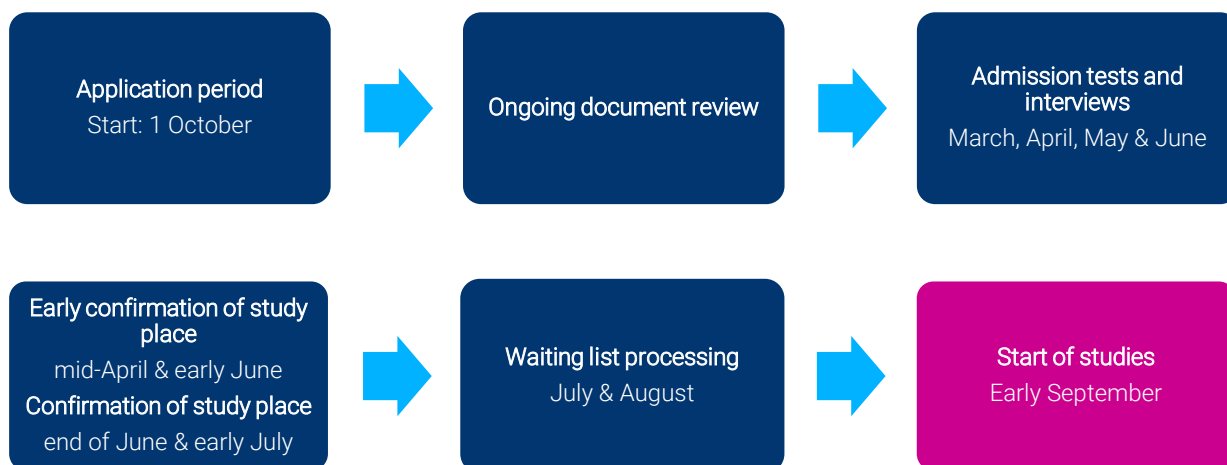 Application period
Start: 1 October
Ongoing document review
Admission tests and
interviews
March, April, May & June
Early confirmation of study
place
mid-April & early June
Confirmation of study place
end of June & early July
Waiting list processing
July & August
Start of studies
Early September